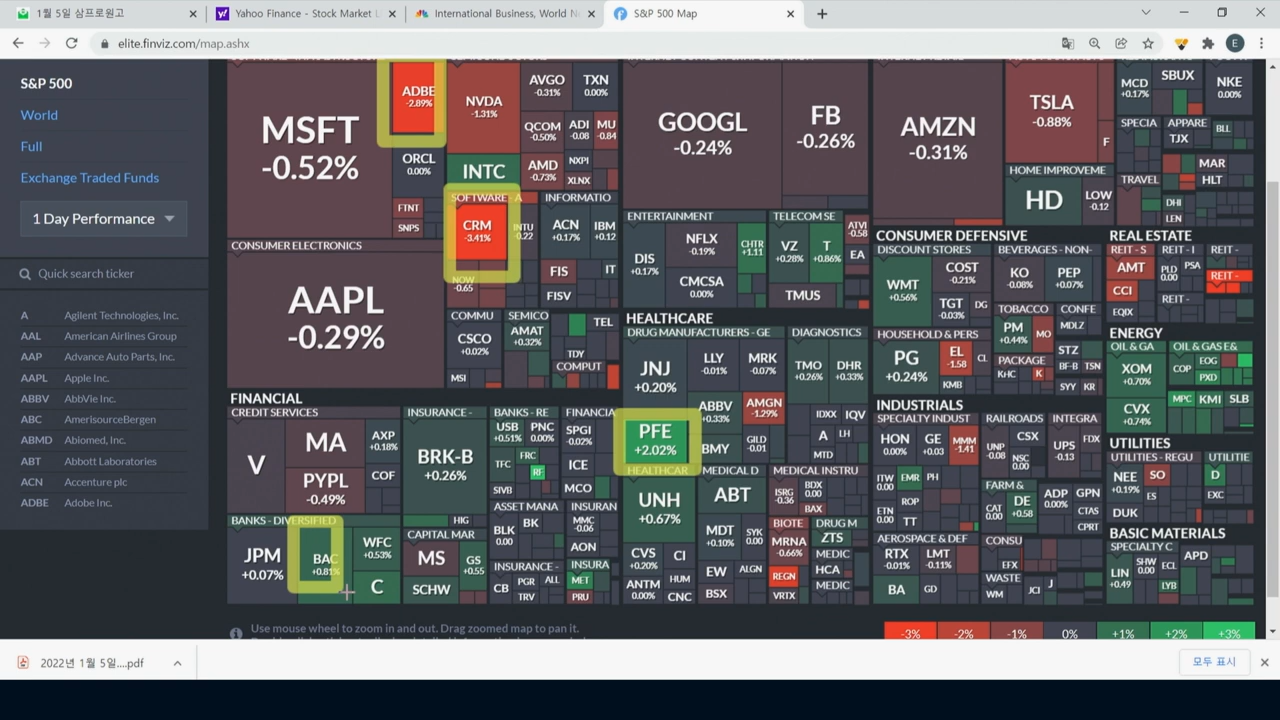 1월 5일 삼프로원고
Yahoo Finance - Stock Market L
International Business, World N
S&P 500 Map
elite.finviz.com/map.ashx
E
S&P 500
World
Full
Exchange Traded Funds
1 Day Performance
Quick search ticker
A Agilent Technologies, Inc.
AAL American Airlines Group
AAP Advance Auto Parts, Inc.
AAPL Apple Inc.
ABBV AbbVie Inc.
ABC AmerisourceBergen
ABMD Abiomed, Inc.
ABT Abbott Laboratories
ACN Accenture plc
ADBE Adobe Inc.
MSFT
-0.52%
ADBE
-2.89%
ORCL
0.00%
FTNT
SNPS
NVDA
-1.31%
INTC
AVGO
-0.31%
TXN
0.00%
QCOM
-0.50%
ADI
-0.08
MU
-0.84
AMD
-0.73%
NXPI
XLNX
SOFTWARE - A
CRM
-3.41%
INTU
-0.22
NOW
-0.65
INFORMATIO
ACN
+0.17%
IBM
+0.12
FIS
IT
FISV
CONSUMER ELECTRONICS
AAPL
-0.29%
COMMU
CSCO
+0.02%
MSI
SEMICO
AMAT
+0.32%
TEL
TDY
COMPUT
GOOGL
-0.24%
FB
-0.26%
ENTERTAINMENT
DIS
+0.17%
NFLX
-0.19%
CMCSA
0.00%
CHTR
+1.11
TELECOM SE
VZ
+0.28%
T
+0.86%
TMUS
ATVI
-0.58
EA
AMZN
-0.31%
TSLA
-0.88%
F
HOME IMPROVEME
HD
LOW
-0.12
MCD
+0.17%
SBUX
NKE
0.00%
SPECIA
APPARE
TJX
BLL
MAR
TRAVEL
HLT
DHI
LEN
FINANCIAL
CREDIT SERVICES
V
MA
PYPL
-0.49%
AXP
+0.18%
COF
BANKS - DIVERSIFIED
JPM
+0.07%
BAC
+0.81%
WFC
+0.53%
C
INSURANCE -
BRK-B
+0.26%
HIG
CAPITAL MAR
MS
GS
+0.55
SCHW
BANKS - RE
USB
+0.51%
PNC
0.00%
TFC
FRC
RF
SIVB
ASSET MANA
BLK
0.00
BK
INSURANCE -
CB
PGR
ALL
TRV
FINANCIA
SPGI
-0.02%
ICE
MCO
INSURAN
MMC
-0.06
AON
INSURA
MET
PRU
HEALTHCARE
DRUG MANUFACTURERS - GE
JNJ
+0.20%
LLY
-0.01%
MRK
-0.07%
ABBV
+0.33%
AMGN
-1.29%
PFE
+2.02%
BMY
GILD
-0.01
DIAGNOSTICS
TMO
+0.26%
DHR
+0.33%
IDXX
IQV
A
LH
MTD
HEALTHCAR
UNH
+0.67%
CVS
+0.20%
CI
ANTM
0.00%
HUM
CNC
MEDICAL D
ABT
MDT
+0.10%
SYK
0.00
EW
ALGN
BSX
MEDICAL INSTRU
ISRG
-0.36
BDX
0.00
BAX
BIOTE
MRNA
-0.66%
REGN
VRTX
DRUG M
ZTS
MEDIC
HCA
MEDIC
CONSUMER DEFENSIVE
DISCOUNT STORES
WMT
+0.56%
COST
-0.21%
TGT
-0.03%
DG
BEVERAGES - NON-
KO
-0.08%
PEP
+0.07%
HOUSEHOLD & PERS
PG
+0.24%
EL
-1.58
CL
KMB
TOBACCO
PM
+0.44%
MO
CONFE
MDLZ
PACKAGE
KHC
K
STZ
BF-B
TSN
SYY
KR
REAL ESTATE
REIT - S
AMT
CCI
EQIX
REIT - I
PLD
0.00
PSA
REIT -
REIT -
REIT -
ENERGY
OIL & GA
XOM
+0.70%
CVX
+0.74%
OIL & GAS E&
COP
EOG
PXD
MPC
KMI
SLB
INDUSTRIALS
SPECIALTY INDUST
HON
0.00%
GE
+0.03
MMM
-1.41
ITW
0.00
EMR
PH
ROP
ETN
0.00
TT
RAILROADS
UNP
-0.08
CSX
NSC
0.00
INTEGRA
UPS
-0.13
FDX
FARM &
CAT
0.00
DE
+0.58
ADP
0.00%
GPN
CTAS
CPRT
AEROSPACE & DEF
RTX
-0.01%
LMT
-0.11%
BA
GD
CONSU
EFX
WASTE
WM
JCI
J
UTILITIES
UTILITIES - REGU
NEE
+0.19%
SO
ES
DUK
UTILITIE
D
EXC
BASIC MATERIALS
SPECIALTY C
LIN
+0.49
SHW
0.00
ECL
APD
LYB
Use mouse wheel to zoom in and out. Drag zoomed map to pan it.
-3%
-2%
-1%
0%
+1%
+2%
+3%
2022년 1월 5일....pdf
모두 표시